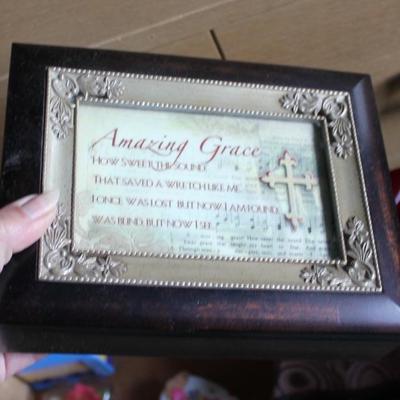 Amazing Grace
HOW SWEET THE SOUND
THAT SAVED A WRETCH LIKE ME
I ONCE WAS LOST BUT NOW I AM FOUND
WAS BLIND, BUT NOW I SEE